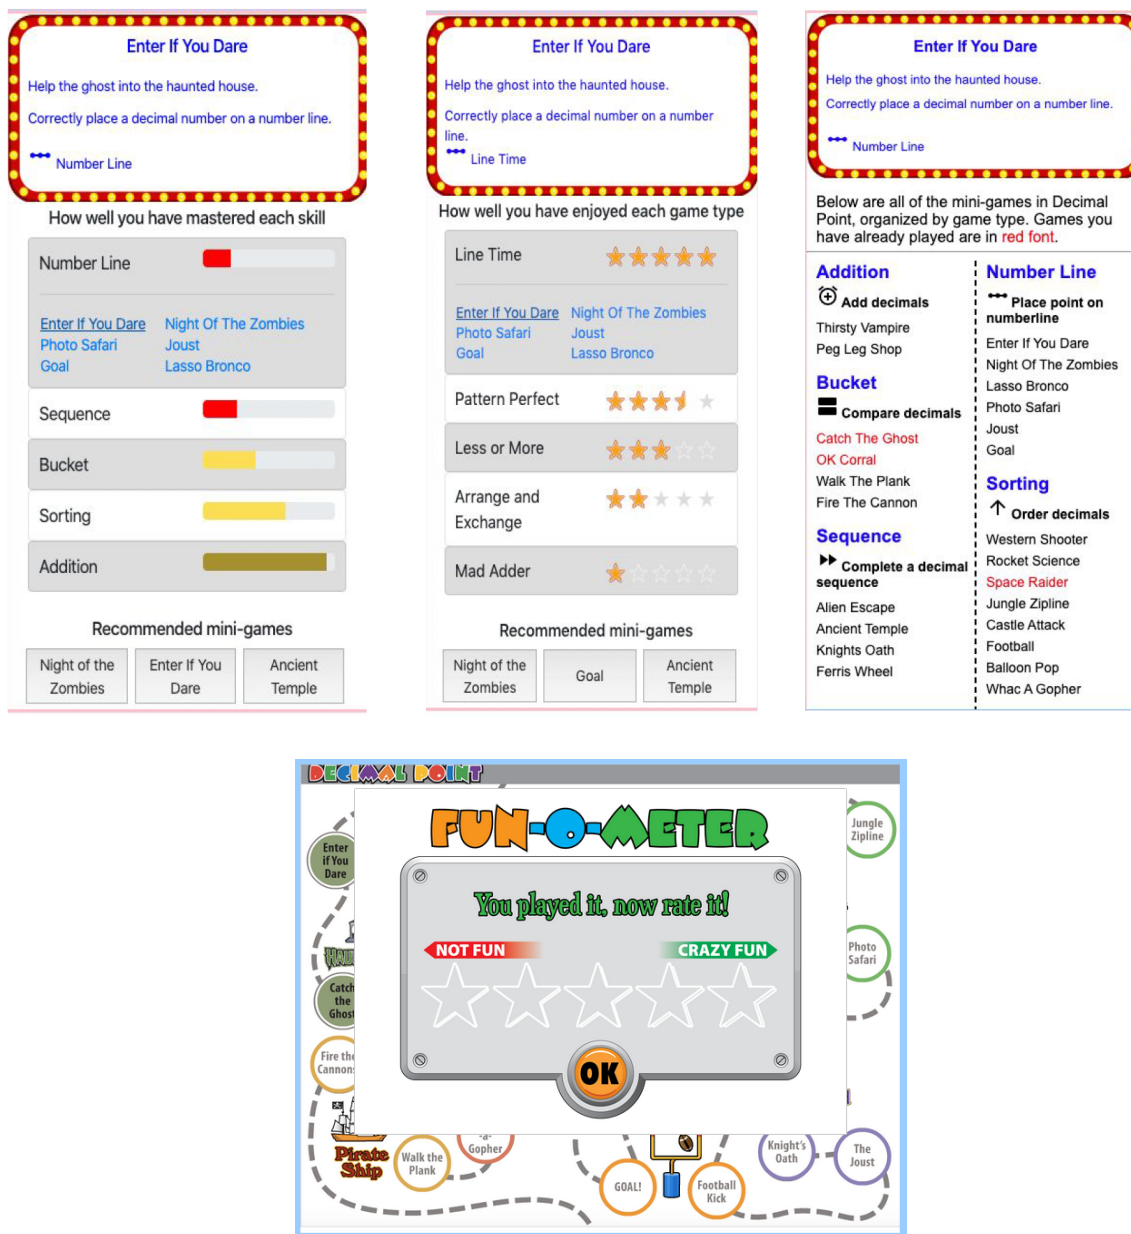 Enter If You Dare
Help the ghost into the haunted house.
Correctly place a decimal number on a number line.
Number Line
How well you have mastered each skill
Number Line
Enter If You Dare Night Of The Zombies
Photo Safari Joust
Goal Lasso Bronco
Sequence
Bucket
Sorting
Addition
Recommended mini-games
Night of the
Zombies
Enter If You
Dare
Ancient
Temple
Enter If You Dare
Help the ghost into the haunted house.
Correctly place a decimal number on a number
line.
Line Time
How well you have enjoyed each game type
Line Time
Enter If You Dare Night Of The Zombies
Photo Safari Joust
Goal Lasso Bronco
Pattern Perfect
Less or More
Arrange and
Exchange
Mad Adder
Recommended mini-games
Night of the
Zombies
Goal
Ancient
Temple
Enter If You Dare
Help the ghost into the haunted house.
Correctly place a decimal number on a number line.
Number Line
Below are all of the mini-games in Decimal
Point, organized by game type. Games you
have already played are in red font.
Addition
Add decimals
Thirsty Vampire
Peg Leg Shop
Bucket
Compare decimals
Catch The Ghost
OK Corral
Walk The Plank
Fire The Cannon
Sequence
Complete a decimal
sequence
Alien Escape
Ancient Temple
Knights Oath
Ferris Wheel
Number Line
Place point on
numberline
Enter If You Dare
Night Of The Zombies
Lasso Bronco
Photo Safari
Joust
Goal
Sorting
Order decimals
Western Shooter
Rocket Science
Space Raider
Jungle Zipline
Castle Attack
Football
Balloon Pop
Whac A Gopher
DECIMAL POINT
FUN-O-METER
You played it, now rate it!
NOT FUN
CRAZY FUN
OK
Enter
if You
Dare
Catch
the
Ghost
Fire the
Cannons
Pirate
Ship
Walk the
Plank
-a-
Gopher
GOAL!
Football
Kick
Knight's
Oath
The
Joust
Jungle
Zipline
Photo
Safari